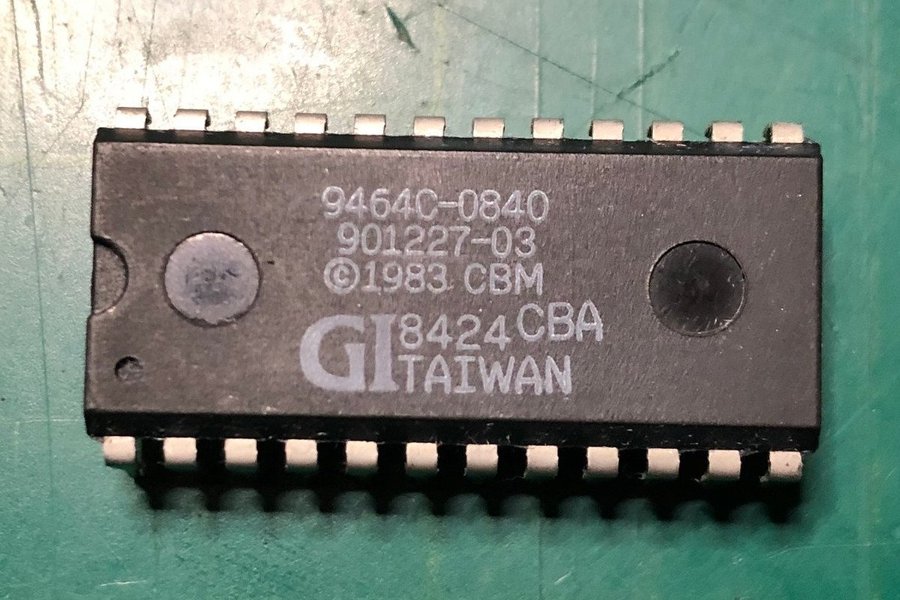 9464C-0840
901227-03
©1983 CBM
GI 8424 CBA
TAIWAN